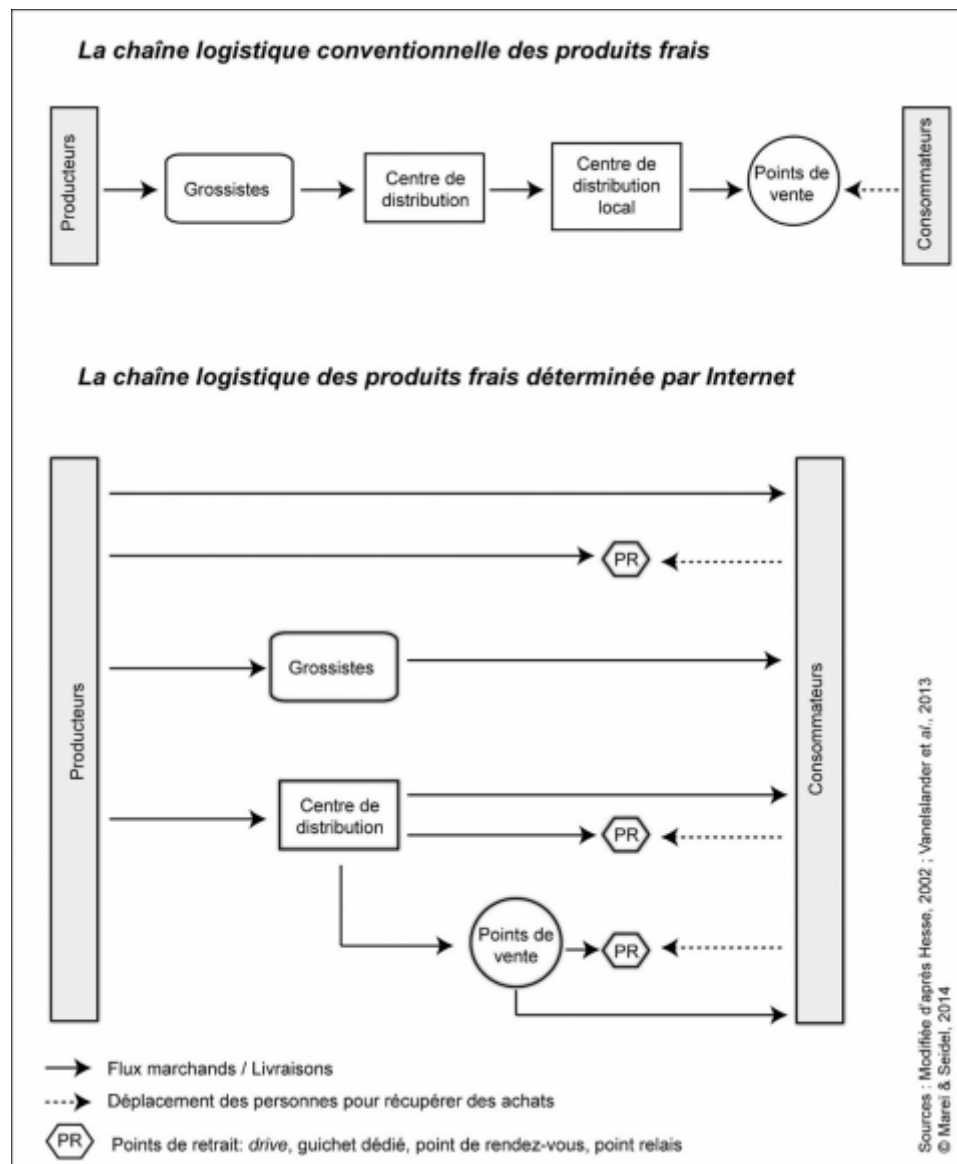 La chaîne logistique conventionnelle des produits frais
Producteurs
Grossistes
Centre de
distribution
Centre de
distribution
local
Points de
vente
Consommateurs
La chaîne logistique des produits frais déterminée par Internet
Producteurs
PR
Grossistes
Centre de
distribution
PR
Points de
vente
PR
Consommateurs
Flux marchands / Livraisons
Déplacement des personnes pour récupérer des achats
PR
Points de retrait: drive, guichet dédié, point de rendez-vous, point relais
Sources : Modifiée d'après Hesse, 2002 ; Vanelslander et al., 2013
© Marei & Seidel, 2014